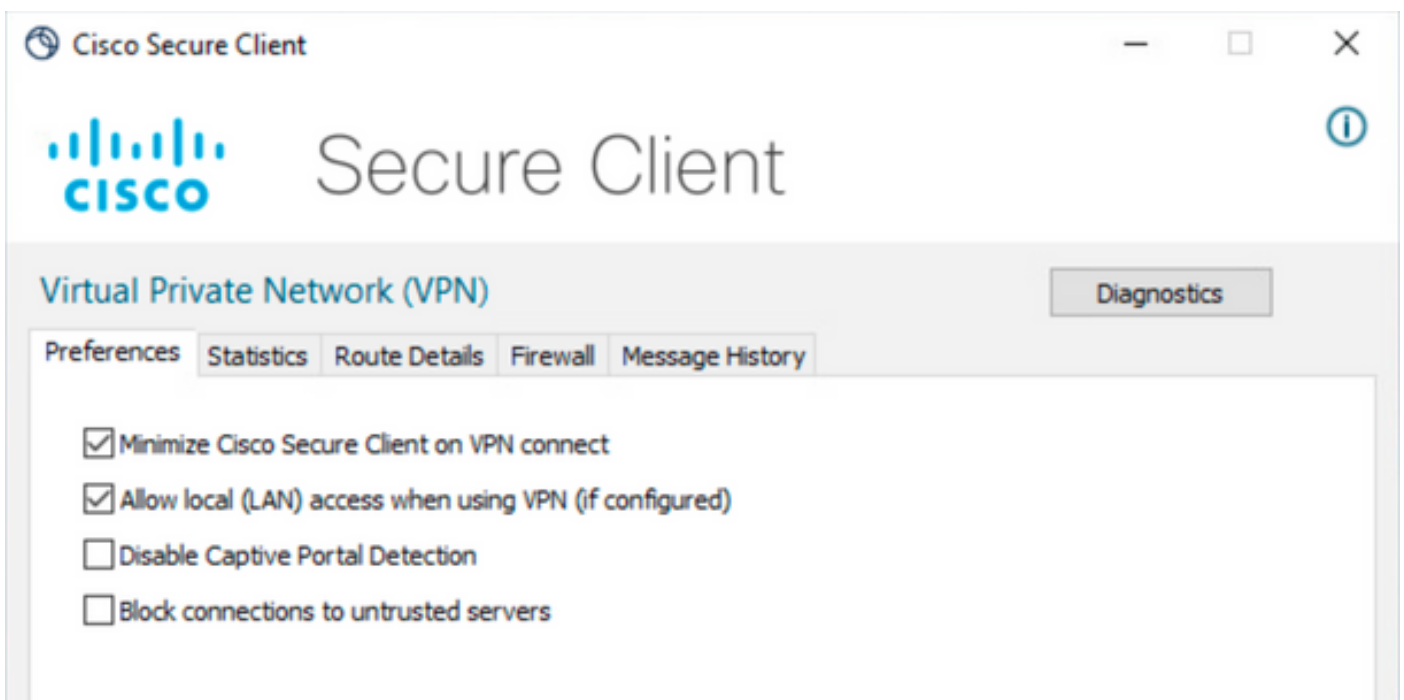 Cisco Secure Client
CISCO
Secure Client
Virtual Private Network (VPN)
Diagnostics
Preferences Statistics Route Details Firewall Message History
Minimize Cisco Secure Client on VPN connect
Allow local (LAN) access when using VPN (if configured)
Disable Captive Portal Detection
Block connections to untrusted servers